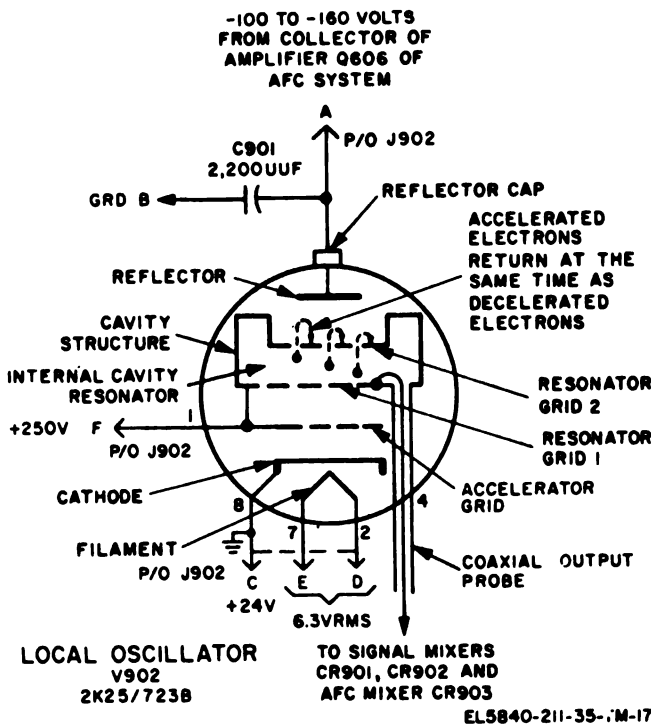 -100 TO -160 VOLTS
FROM COLLECTOR OF
AMPLIFIER Q606 OF
AFC SYSTEM
A
P/O J902
C901
2,200UUF
GRD B
REFLECTOR CAP
ACCELERATED
ELECTRONS
RETURN AT THE
SAME TIME AS
DECELERATED
ELECTRONS
REFLECTOR
CAVITY
STRUCTURE
INTERNAL CAVITY
RESONATOR
RESONATOR
GRID 2
+250V F
1
P/O J902
RESONATOR
GRID 1
CATHODE
ACCELERATOR
GRID
8
4
7
2
FILAMENT
P/O J902
COAXIAL OUTPUT
PROBE
C
E
D
+24V
6.3VRMS
LOCAL OSCILLATOR
V902
2K25/723B
TO SIGNAL MIXERS
CR901, CR902 AND
AFC MIXER CR903